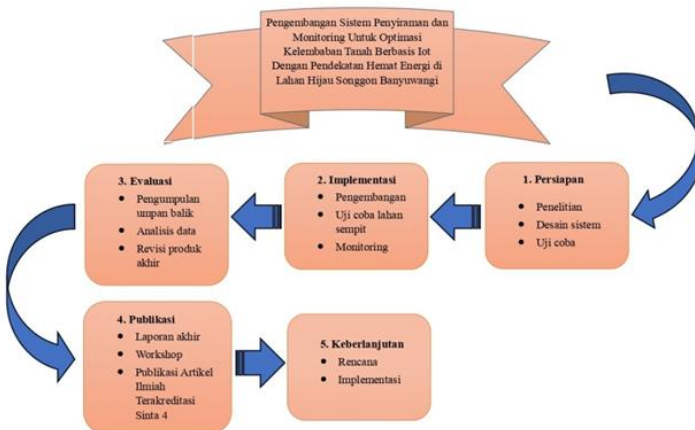 Pengembangan Sistem Penyiraman dan
Monitoring Untuk Optimasi
Kelembaban Tanah Berbasis Iot
Dengan Pendekatan Hemat Energi di
Lahan Hijau Songgon Banyuwangi
1. Persiapan
• Penelitian
• Desain sistem
• Uji coba
2. Implementasi
• Pengembangan
• Uji coba lahan
sempit
• Monitoring
3. Evaluasi
• Pengumpulan
umpan balik
• Analisis data
• Revisi produk
akhir
4. Publikasi
• Laporan akhir
• Workshop
• Publikasi Artikel
Ilmiah
Terakreditasi
Sinta 4
5. Keberlanjutan
• Rencana
• Implementasi